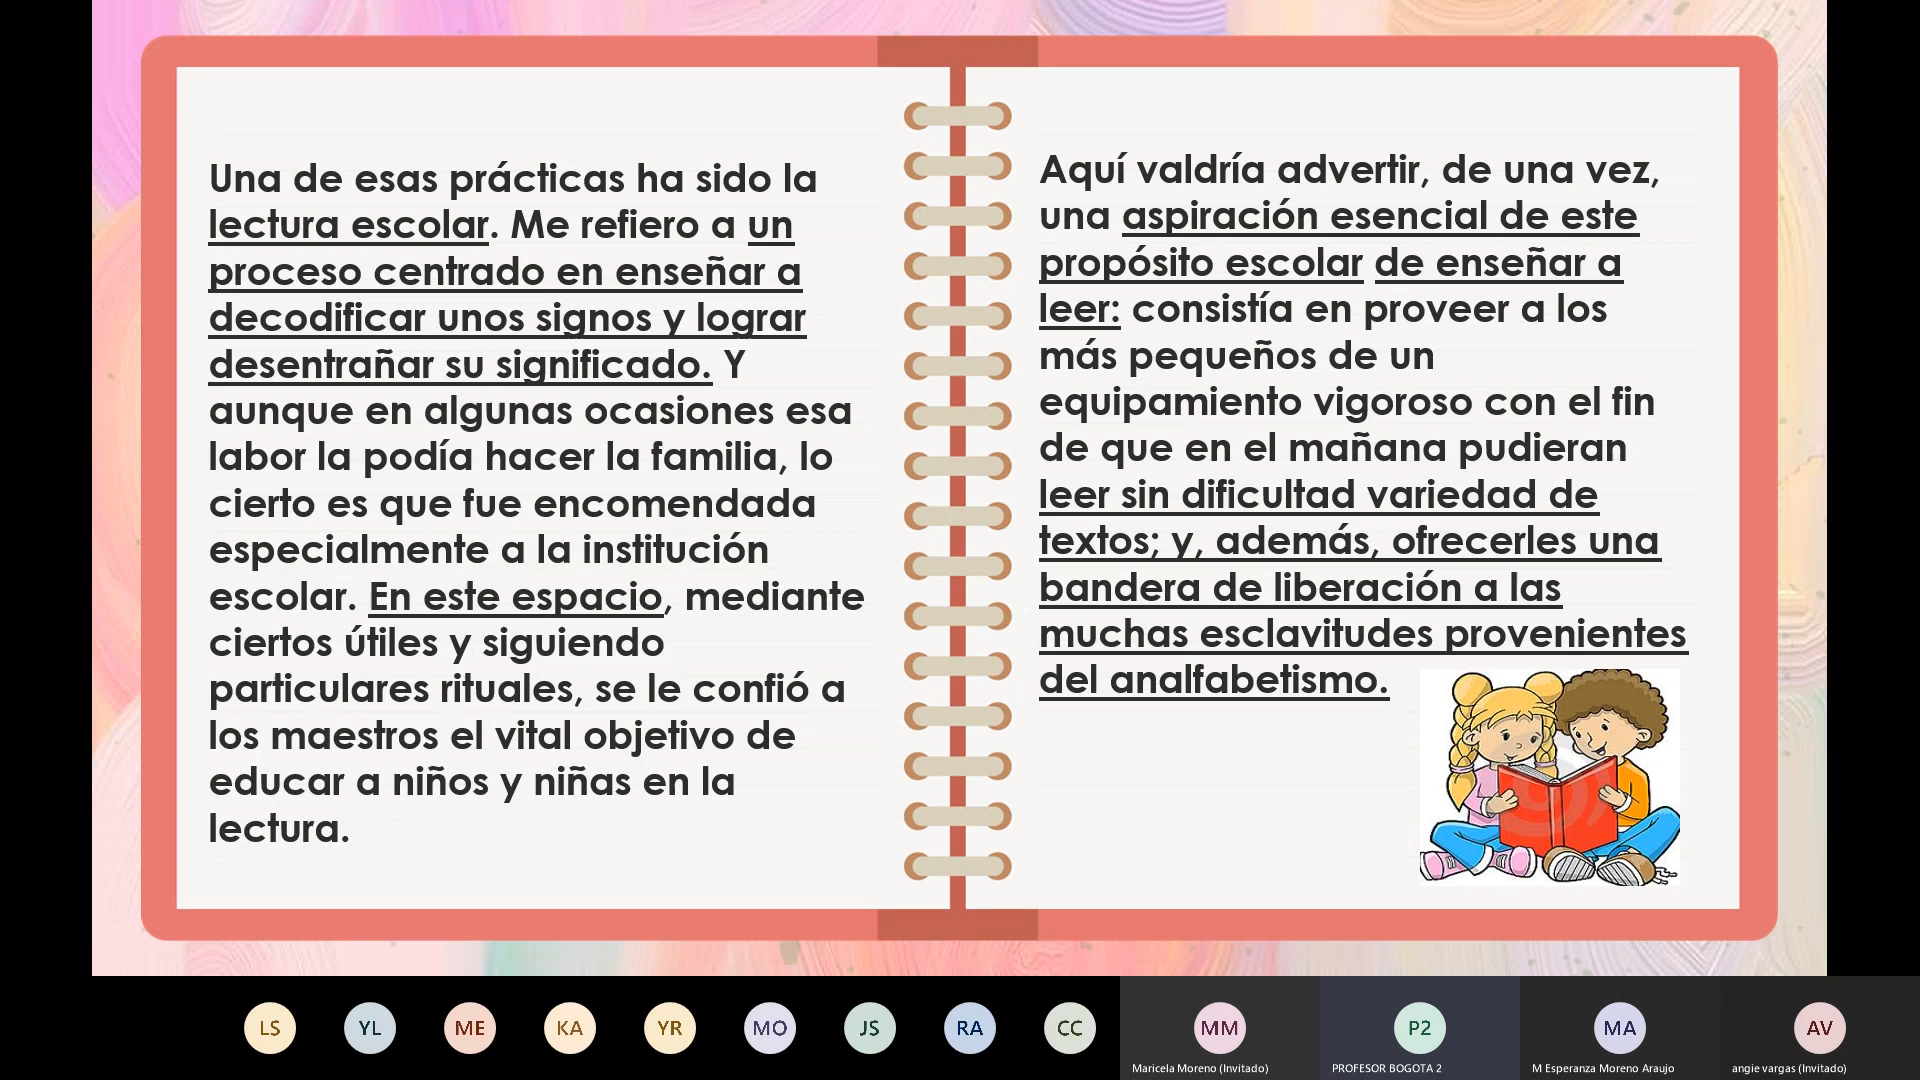 Una de esas prácticas ha sido la
lectura escolar. Me refiero a un
proceso centrado en enseñar a
decodificar unos signos y lograr
desentrañar su significado. Y
aunque en algunas ocasiones esa
labor la podía hacer la familia, lo
cierto es que fue encomendada
especialmente a la institución
escolar. En este espacio, mediante
ciertos útiles y siguiendo
particulares rituales, se le confió a
los maestros el vital objetivo de
educar a niños y niñas en la
lectura.
Aquí valdría advertir, de una vez,
una aspiración esencial de este
propósito escolar de enseñar a
leer: consistía en proveer a los
más pequeños de un
equipamiento vigoroso con el fin
de que en el mañana pudieran
leer sin dificultad variedad de
textos; y, además, ofrecerles una
bandera de liberación a las
muchas esclavitudes provenientes
del analfabetismo.
LS YL ME KA YR MO JS RA CC MM P2 MA AV
Maricela Moreno (Invitado) PROFESOR BOGOTA 2 M Esperanza Moreno Araujo angie vargas (Invitado)